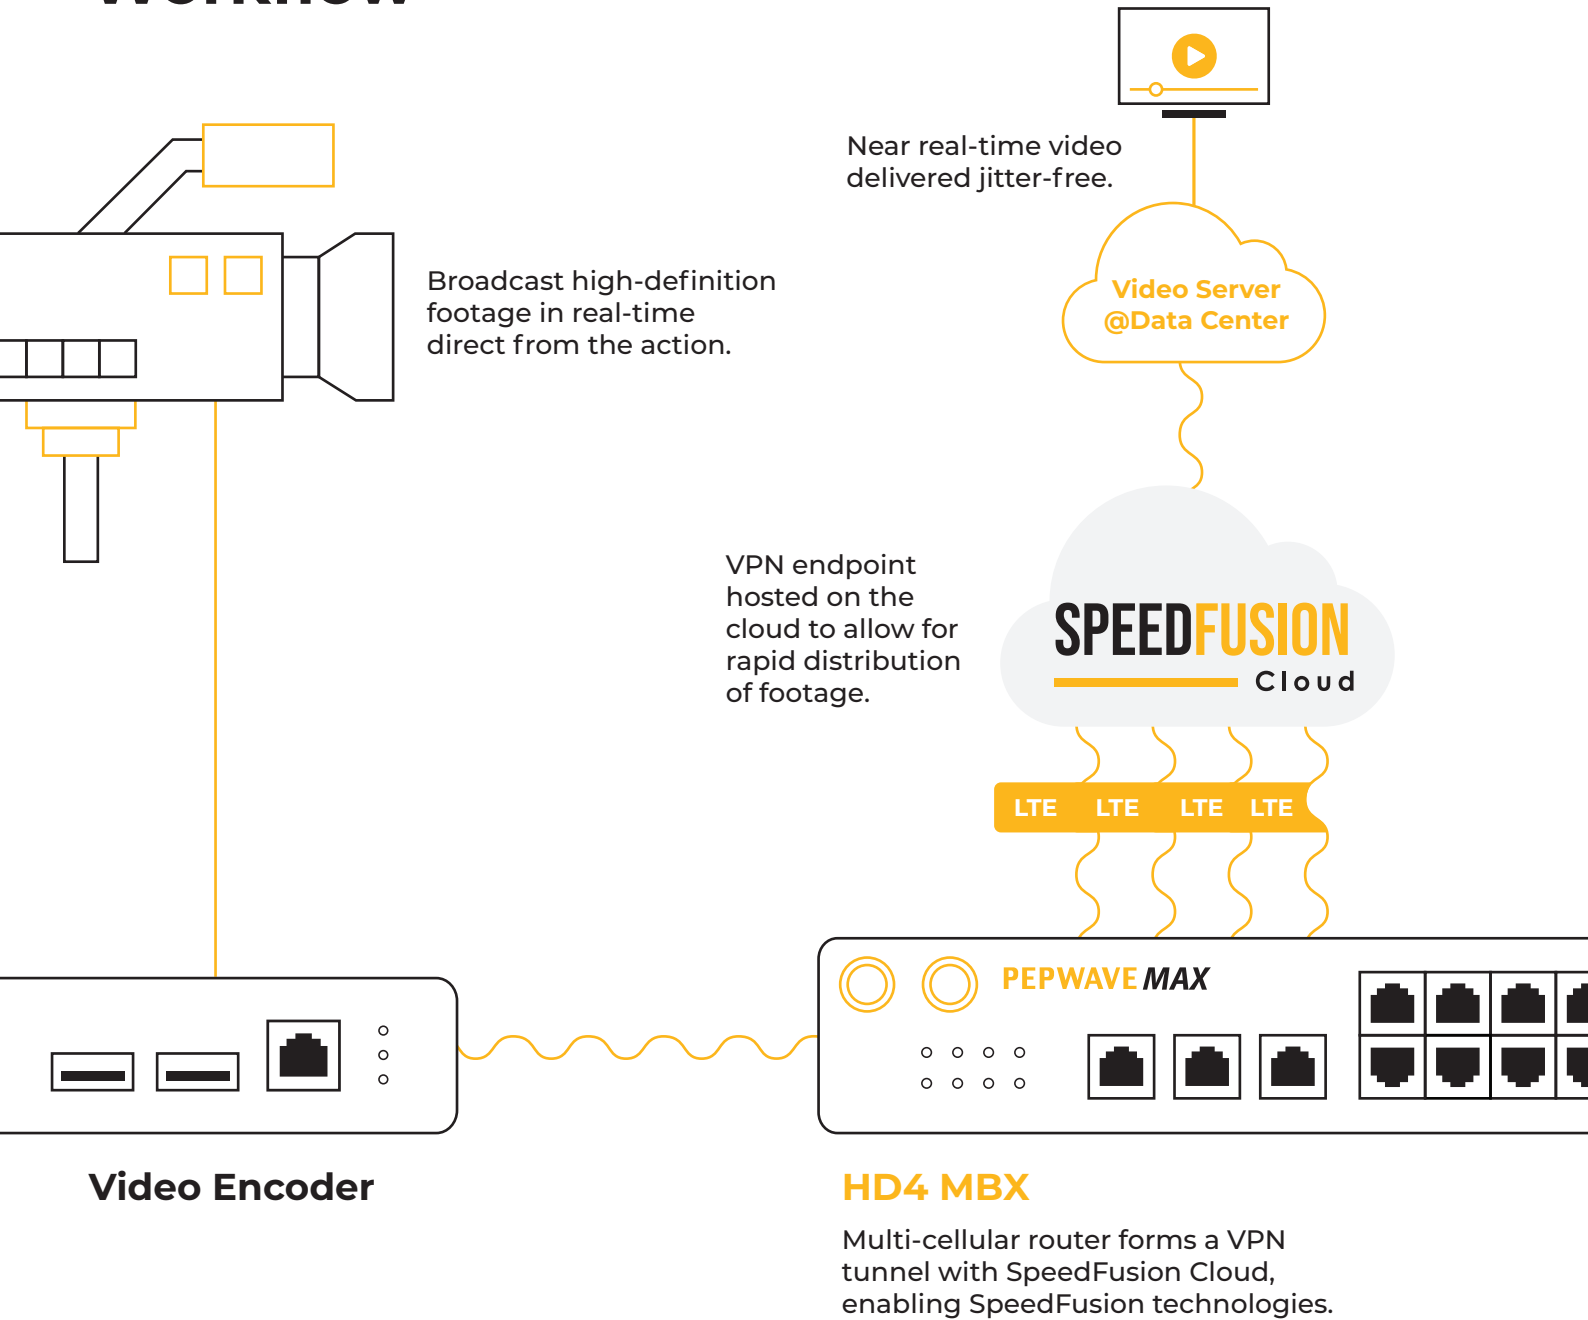 Workflow
Near real-time video
delivered jitter-free.
Broadcast high-definition
footage in real-time
direct from the action.
Video Server
@Data Center
VPN endpoint
hosted on the
cloud to allow for
rapid distribution
of footage.
SPEEDFUSION
Cloud
LTE LTE LTE LTE
PEPWAVE MAX
Video Encoder
HD4 MBX
Multi-cellular router forms a VPN
tunnel with SpeedFusion Cloud,
enabling SpeedFusion technologies.